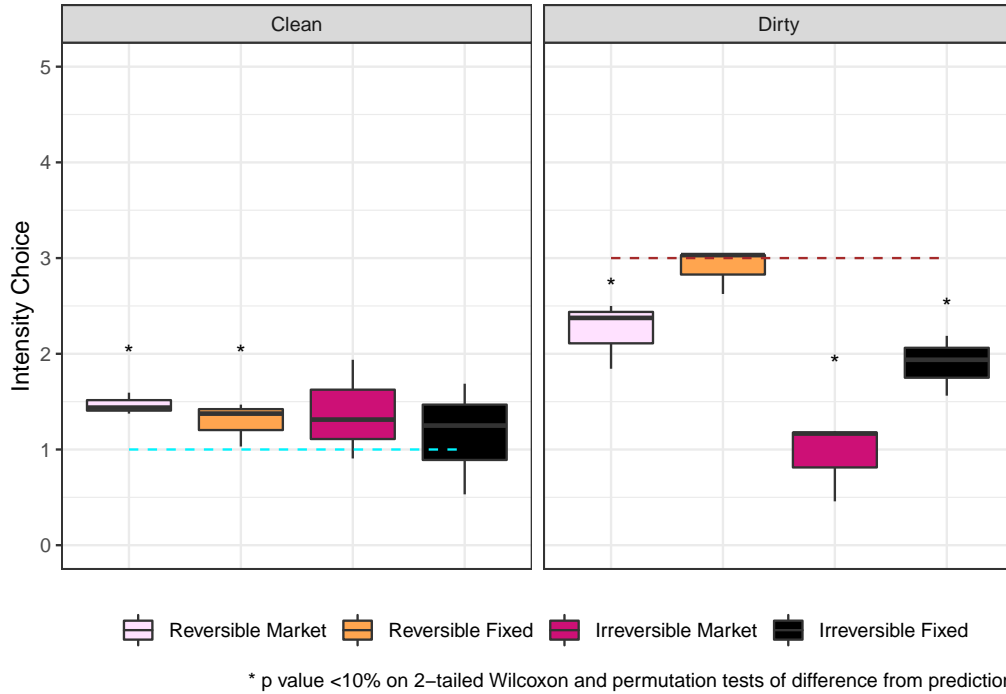 Clean
Dirty
5
4
3
2
1
0
Intensity Choice
*
*
*
*
*
Reversible Market
Reversible Fixed
Irreversible Market
Irreversible Fixed
* p value <10% on 2−tailed Wilcoxon and permutation tests of difference from prediction